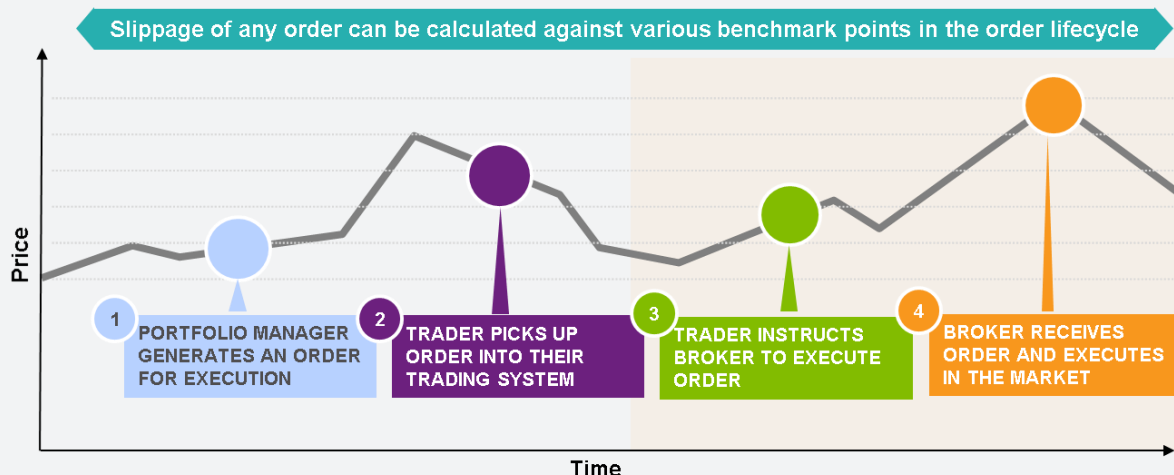 Slippage of any order can be calculated against various benchmark points in the order lifecycle
Price
1
PORTFOLIO MANAGER
GENERATES AN ORDER
FOR EXECUTION
2
TRADER PICKS UP
ORDER INTO THEIR
TRADING SYSTEM
3
TRADER INSTRUCTS
BROKER TO EXECUTE
ORDER
4
BROKER RECEIVES
ORDER AND EXECUTES
IN THE MARKET
Time